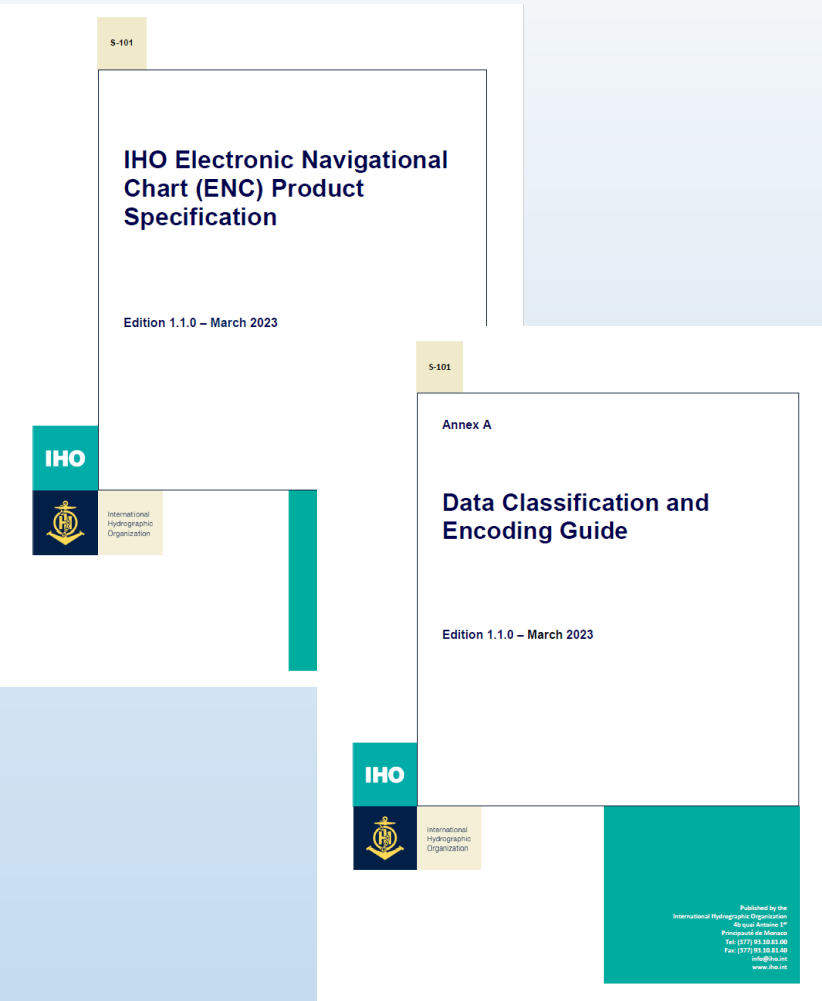 S-101
IHO Electronic Navigational
Chart (ENC) Product
Specification
Edition 1.1.0 – March 2023
IHO
International
Hydrographic
Organization
S-101
Annex A
Data Classification and
Encoding Guide
Edition 1.1.0 – March 2023
IHO
International
Hydrographic
Organization
Published by the
International Hydrographic Organization
4b quai Antoine 1er
Principauté de Monaco
Tel: (377) 93.10.81.00
Fax: (377) 93.10.81.40
info@iho.int
www.iho.int